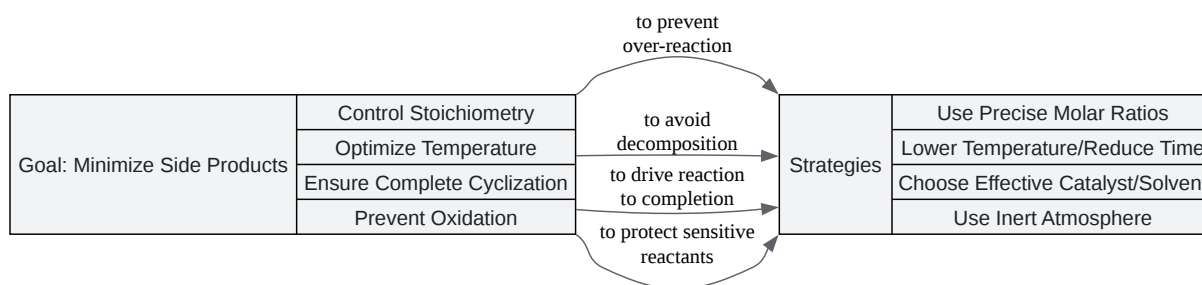 to prevent
over-reaction
Goal: Minimize Side Products
Control Stoichiometry
Optimize Temperature
Ensure Complete Cyclization
Prevent Oxidation
to avoid
decomposition
to drive reaction
to completion
to protect sensitive
reactants
Strategies
Use Precise Molar Ratios
Lower Temperature/Reduce Time
Choose Effective Catalyst/Solven
Use Inert Atmosphere